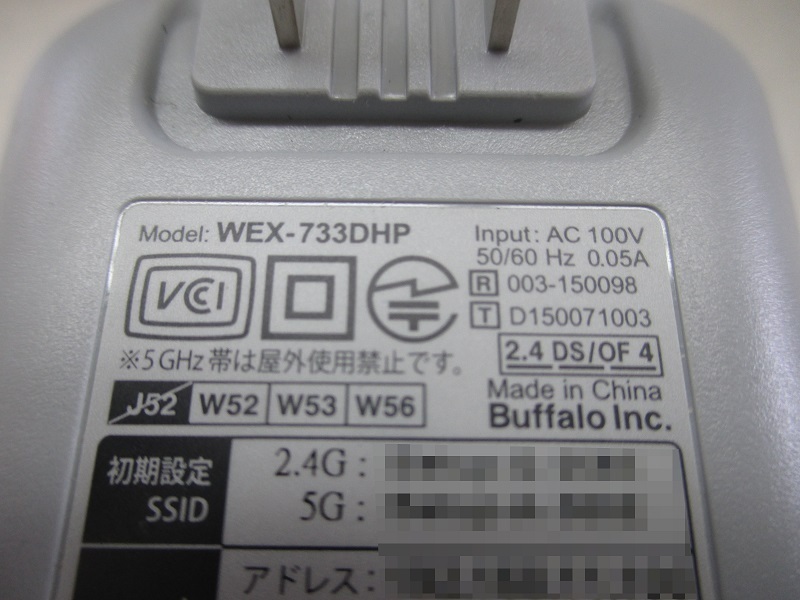 Model: WEX-733DHP
Input: AC 100V
50/60 Hz 0.05A
R 003-150098
T D150071003
VCCI
2.4 DS/OF 4
※5GHz帯は屋外使用禁止です。
J52 W52 W53 W56
Made in China
Buffalo Inc.
初期設定
SSID
2.4G :
5G :
アドレス: